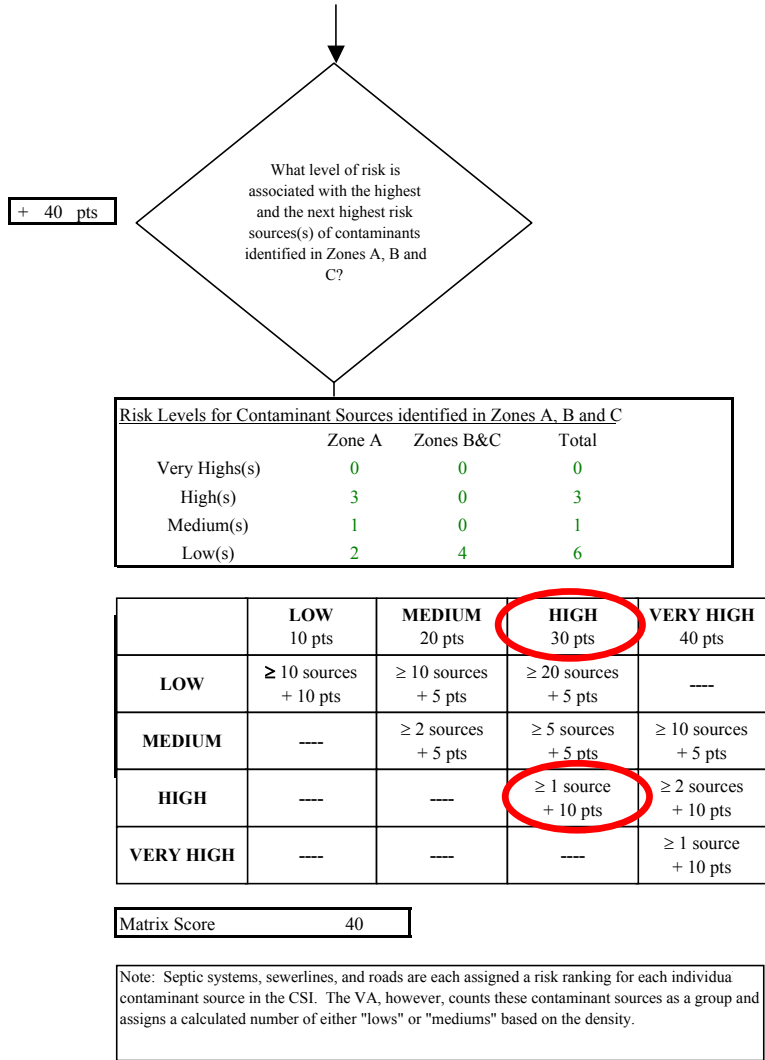 What level of risk is
associated with the highest
and the next highest risk
sources(s) of contaminants
identified in Zones A, B and
C?
+ 40 pts
Risk Levels for Contaminant Sources identified in Zones A, B and C
Zone A Zones B&C Total
Very Highs(s) 0 0 0
High(s) 3 0 3
Medium(s) 1 0 1
Low(s) 2 4 6
LOW MEDIUM HIGH VERY HIGH
10 pts 20 pts 30 pts 40 pts
LOW ≥ 10 sources ≥ 10 sources ≥ 20 sources ----
+ 10 pts + 5 pts + 5 pts
MEDIUM ---- ≥ 2 sources ≥ 5 sources ≥ 10 sources
+ 5 pts + 5 pts + 5 pts
HIGH ---- ---- ≥ 1 source ≥ 2 sources
+ 10 pts + 10 pts
VERY HIGH ---- ---- ---- ≥ 1 source
+ 10 pts
Matrix Score 40
Note: Septic systems, sewerlines, and roads are each assigned a risk ranking for each individua
contaminant source in the CSI. The VA, however, counts these contaminant sources as a group and
assigns a calculated number of either "lows" or "mediums" based on the density.